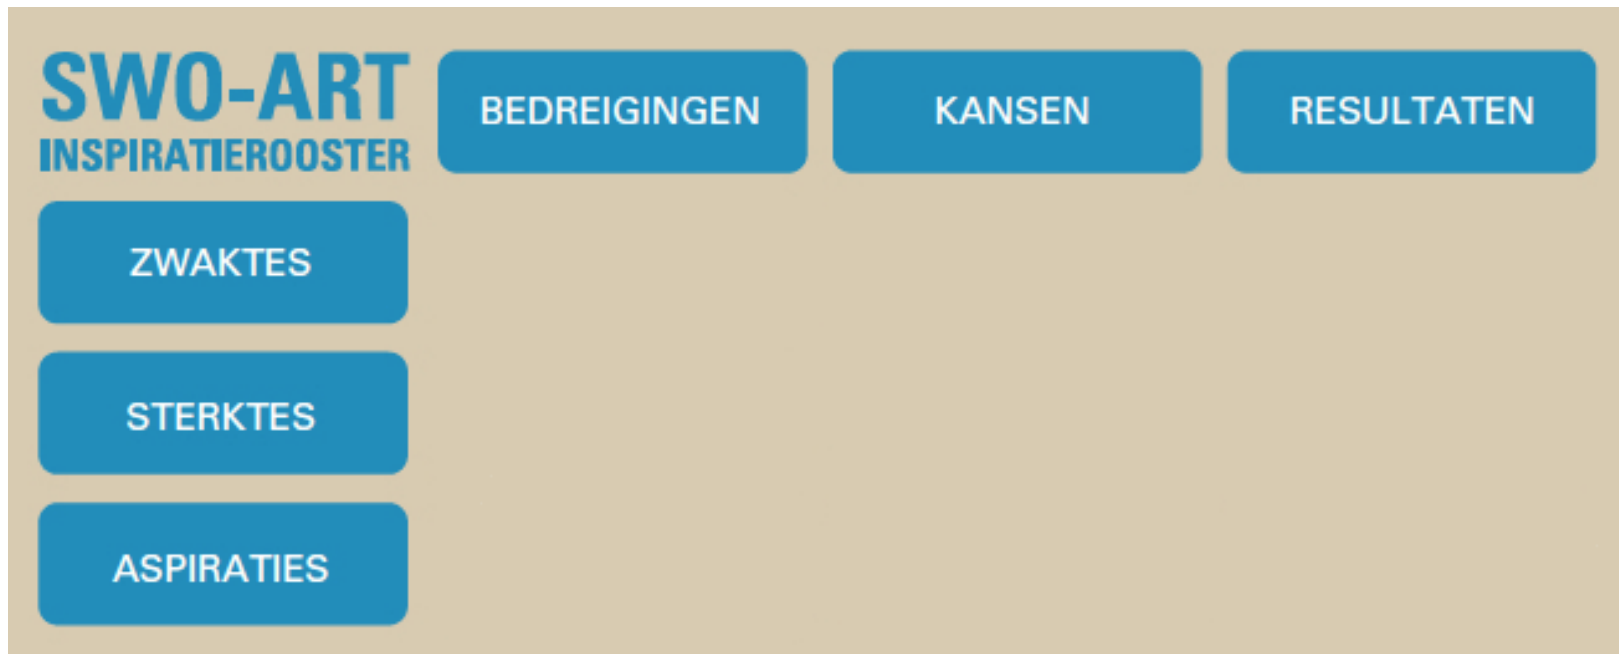 SWO-ART
INSPIRATIEROOSTER
BEDREIGINGEN
KANSEN
RESULTATEN
ZWAKTES
STERKTES
ASPIRATIES